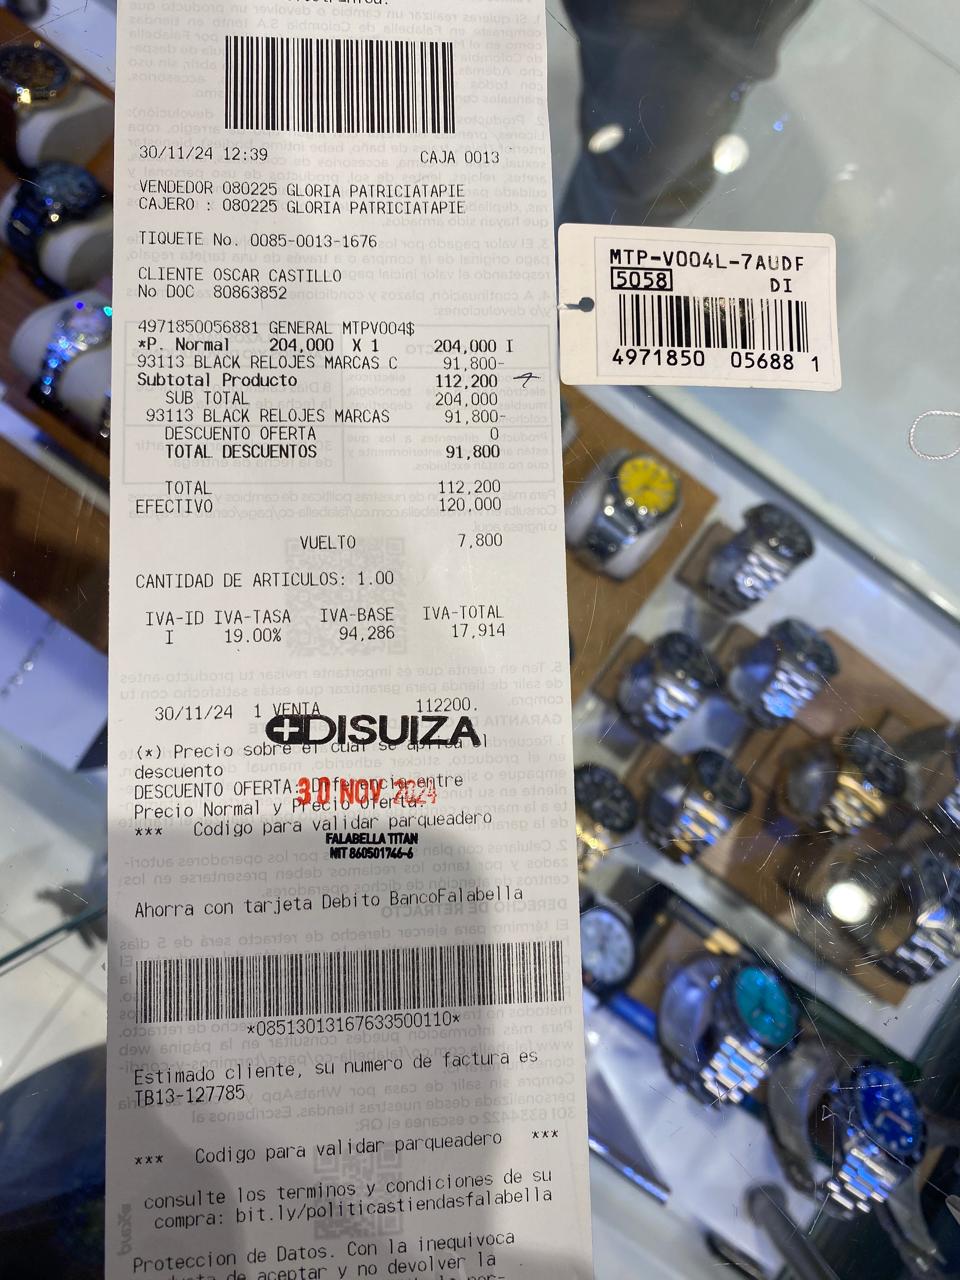 30/11/24 12:39 CAJA 0013
VENDEDOR 080225 GLORIA PATRICIATAPIE
CAJERO : 080225 GLORIA PATRICIATAPIE
TIQUETE No. 0085-0013-1676
CLIENTE OSCAR CASTILLO
No DOC 80863852
4971850056881 GENERAL MTPV004$
*P. Normal 204,000 X 1 204,000 I
93113 BLACK RELOJES MARCAS C 91,800-
Subtotal Producto 112,200
SUB TOTAL 204,000
93113 BLACK RELOJES MARCAS 91,800-
DESCUENTO OFERTA 0
TOTAL DESCUENTOS 91,800
TOTAL 112,200
EFECTIVO 120,000
VUELTO 7,800
CANTIDAD DE ARTICULOS: 1.00
IVA-ID IVA-TASA IVA-BASE IVA-TOTAL
I 19.00% 94,286 17,914
30/11/24 1 VENTA 112200.
DISUIZA
(*) Precio sobre el cual se aplica el
descuento
DESCUENTO OFERTA: Diferencia entre
30 NOV 2024
Precio Normal y Precio Oferta.
*** Codigo para validar parqueadero
FALABELLA TITAN
NIT 860501746-6
Ahorra con tarjeta Debito BancoFalabella
*08513013167633500110*
Estimado cliente, su numero de factura es
TB13-127785
*** Codigo para validar parqueadero ***
consulte los terminos y condiciones de su
compra: bit.ly/politicastiendasfalabella
Proteccion de Datos. Con la inequivoca
de aceptar y no devolver la
MTP-V004L-7AUDF
5058 DI
4971850 05688 1